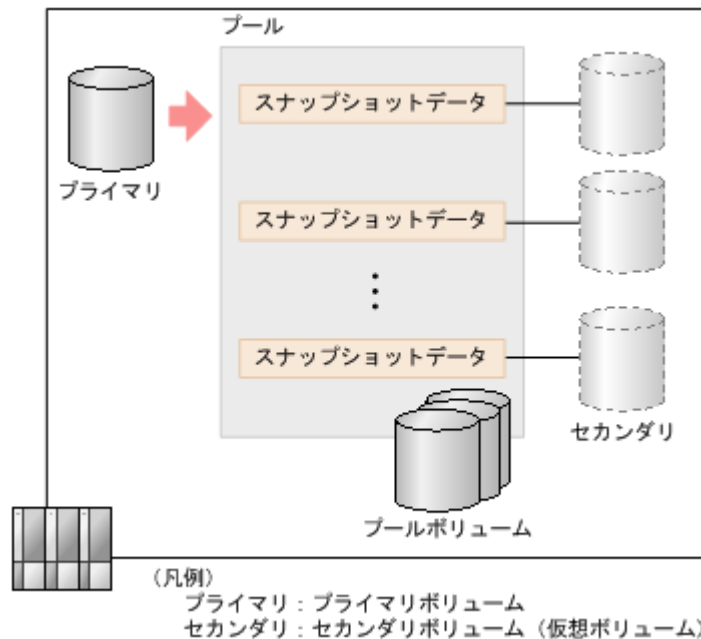 プール
スナップショットデータ
プライマリ
スナップショットデータ
スナップショットデータ
セカンダリ
プールボリューム
（凡例）
プライマリ：プライマリボリューム
セカンダリ：セカンダリボリューム（仮想ボリューム）